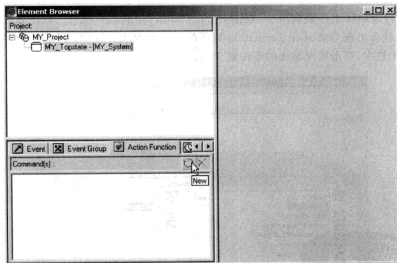 Element Browser
Project:
MY_Project
MY_Topstate - [MY_System]
Event
Event Group
Action Function
Command(s) :
New